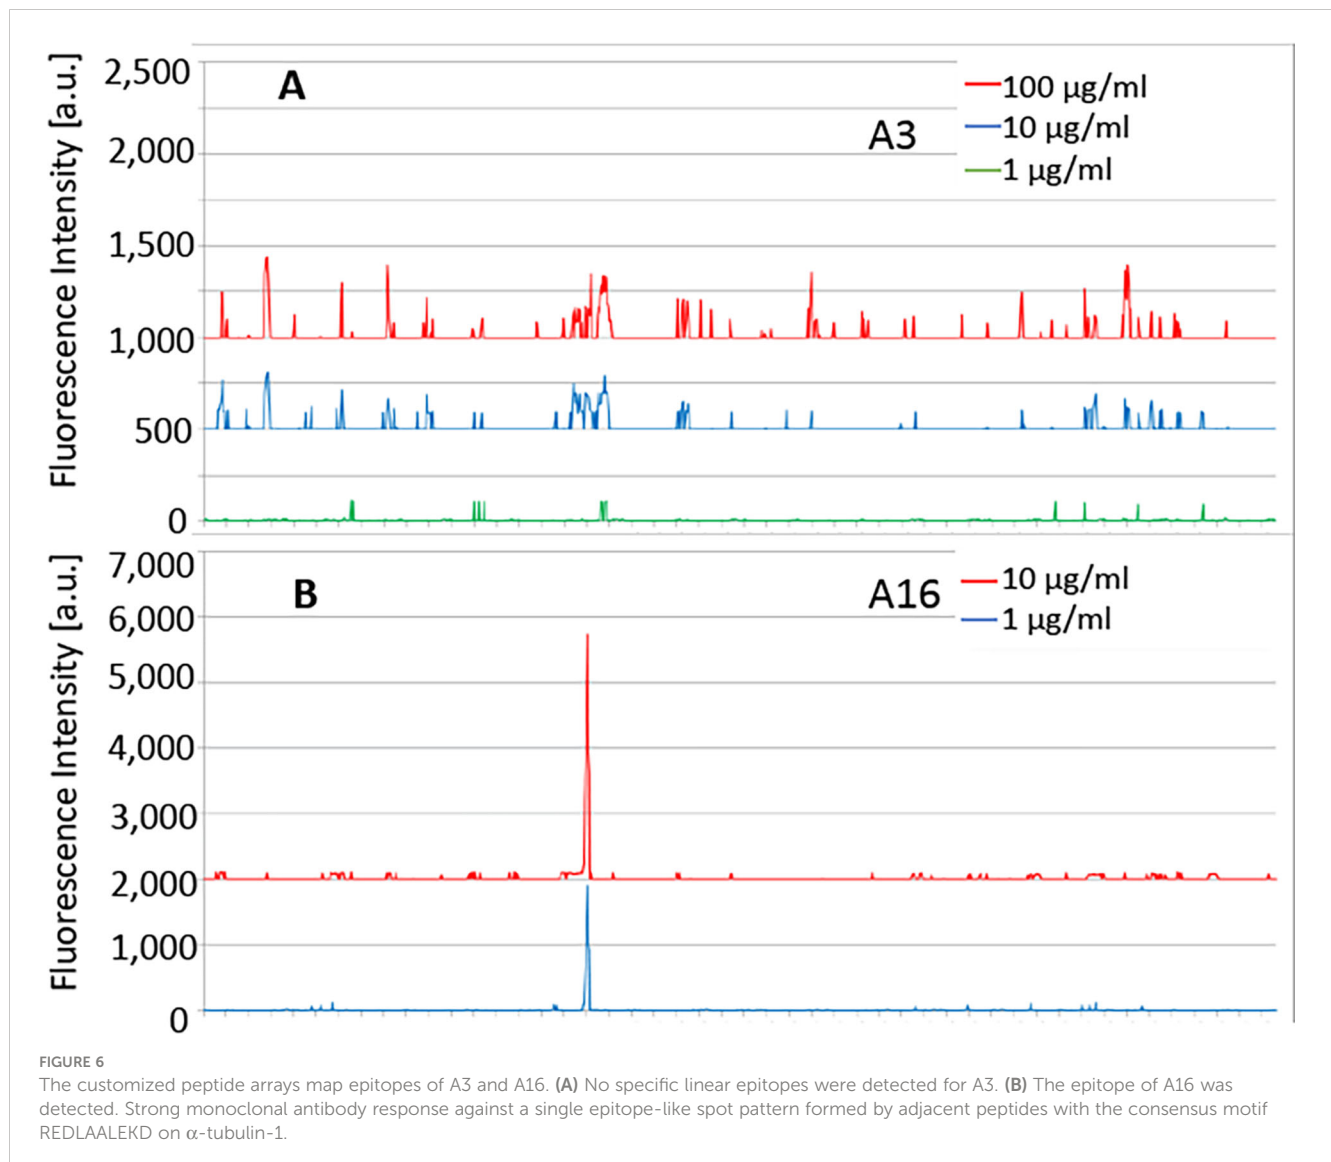 Fluorescence Intensity [a.u.]
2,500
2,000
1,500
1,000
500
0
A
A3
100 µg/ml
10 µg/ml
1 µg/ml
Fluorescence Intensity [a.u.]
7,000
6,000
5,000
4,000
3,000
2,000
1,000
0
B
A16
10 µg/ml
1 µg/ml
FIGURE 6
The customized peptide arrays map epitopes of A3 and A16. (A) No specific linear epitopes were detected for A3. (B) The epitope of A16 was
detected. Strong monoclonal antibody response against a single epitope-like spot pattern formed by adjacent peptides with the consensus motif
REDLAALEKD on α-tubulin-1.